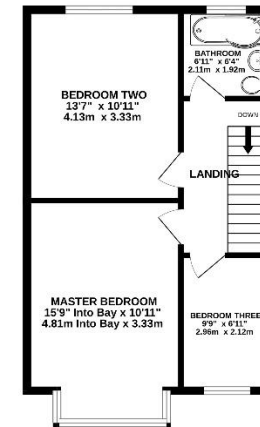 BATHROOM
6'11" x 6'4"
2.11m x 1.92m
BEDROOM TWO
13'7" x 10'11"
4.13m x 3.33m
DOWN
LANDING
MASTER BEDROOM
15'9" Into Bay x 10'11"
4.81m Into Bay x 3.33m
BEDROOM THREE
9'9" x 6'11"
2.96m x 2.12m